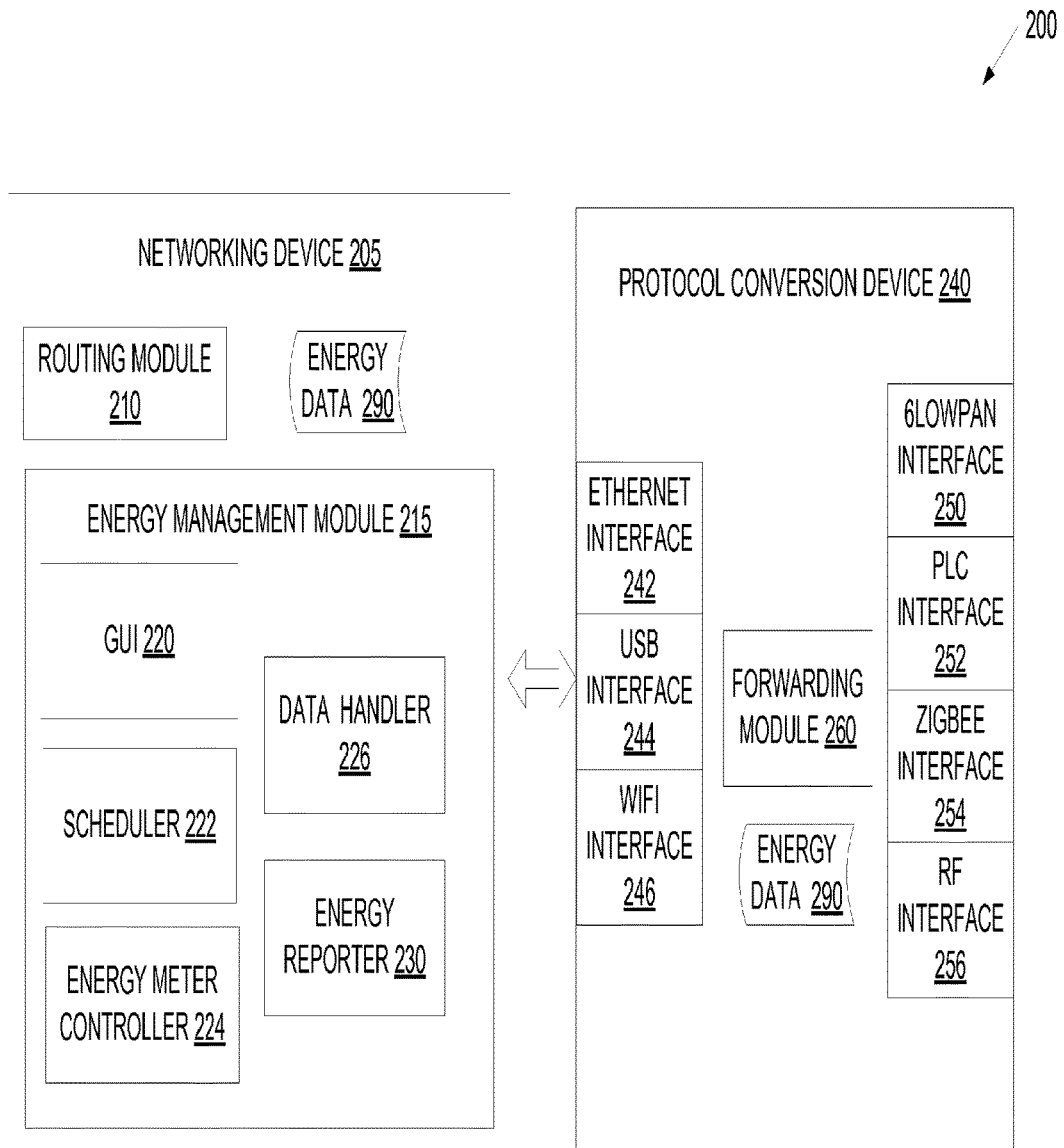 200
NETWORKING DEVICE 205
ROUTING MODULE
210
ENERGY
DATA 290
ENERGY MANAGEMENT MODULE 215
GUI 220
SCHEDULER 222
ENERGY METER
CONTROLLER 224
DATA HANDLER
226
ENERGY
REPORTER 230
PROTOCOL CONVERSION DEVICE 240
ETHERNET
INTERFACE
242
USB
INTERFACE
244
WIFI
INTERFACE
246
FORWARDING
MODULE 260
ENERGY
DATA 290
6LOWPAN
INTERFACE
250
PLC
INTERFACE
252
ZIGBEE
INTERFACE
254
RF
INTERFACE
256